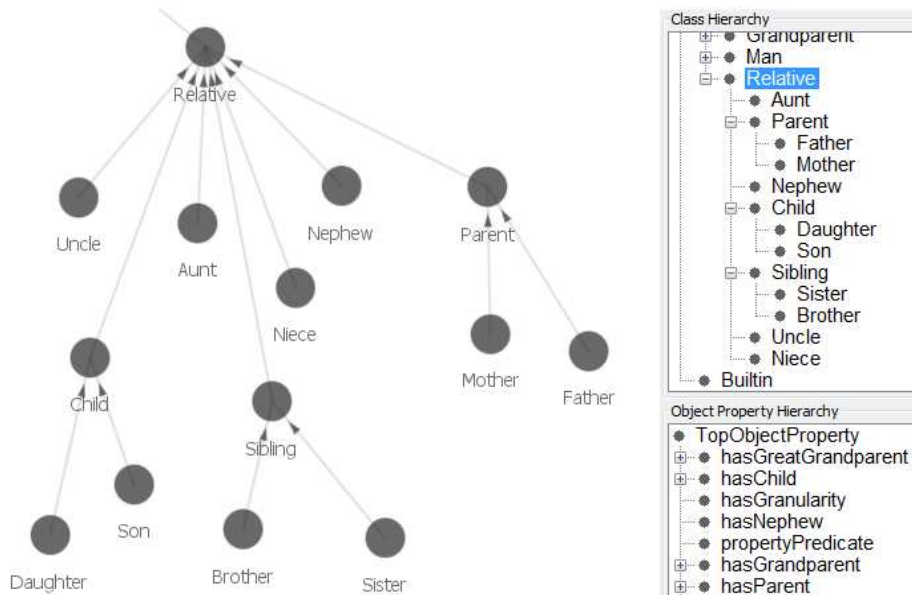 Relative
Uncle
Aunt
Nephew
Parent
Niece
Child
Mother
Father
Sibling
Son
Daughter
Brother
Sister
Class Hierarchy
Grandparent
Man
Relative
Aunt
Parent
Father
Mother
Nephew
Child
Daughter
Son
Sibling
Sister
Brother
Uncle
Niece
Builtin
Object Property Hierarchy
TopObjectProperty
hasGreatGrandparent
hasChild
hasGranularity
hasNephew
propertyPredicate
hasGrandparent
hasParent